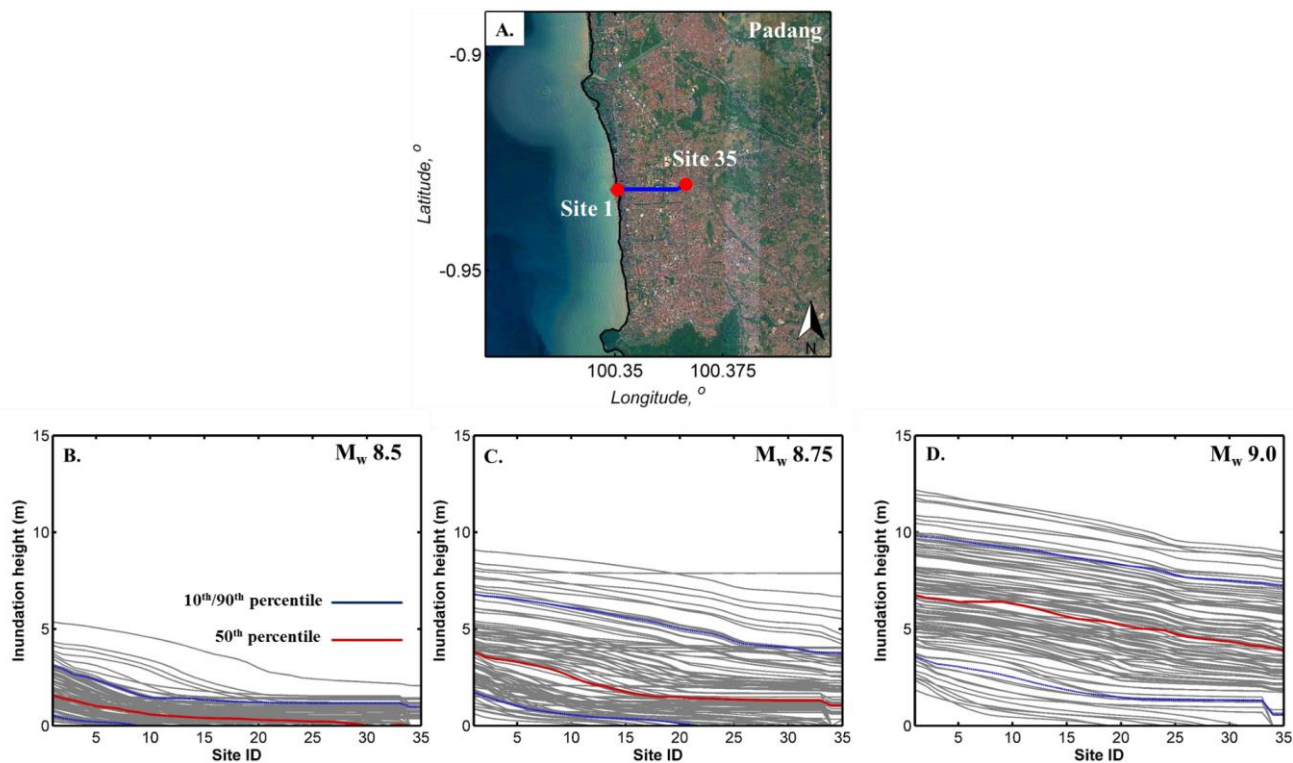 A.
Padang
-0.9
Site 35
Site 1
Latitude, °
-0.95
N
100.35 100.375
Longitude, °
15
B.
Mw 8.5
10
10th/90th percentile
50th percentile
5
0
Inundation height (m)
5 10 15 20 25 30 35
Site ID
15
C.
Mw 8.75
10
5
0
Inundation height (m)
5 10 15 20 25 30 35
Site ID
15
D.
Mw 9.0
10
5
0
Inundation height (m)
5 10 15 20 25 30 35
Site ID